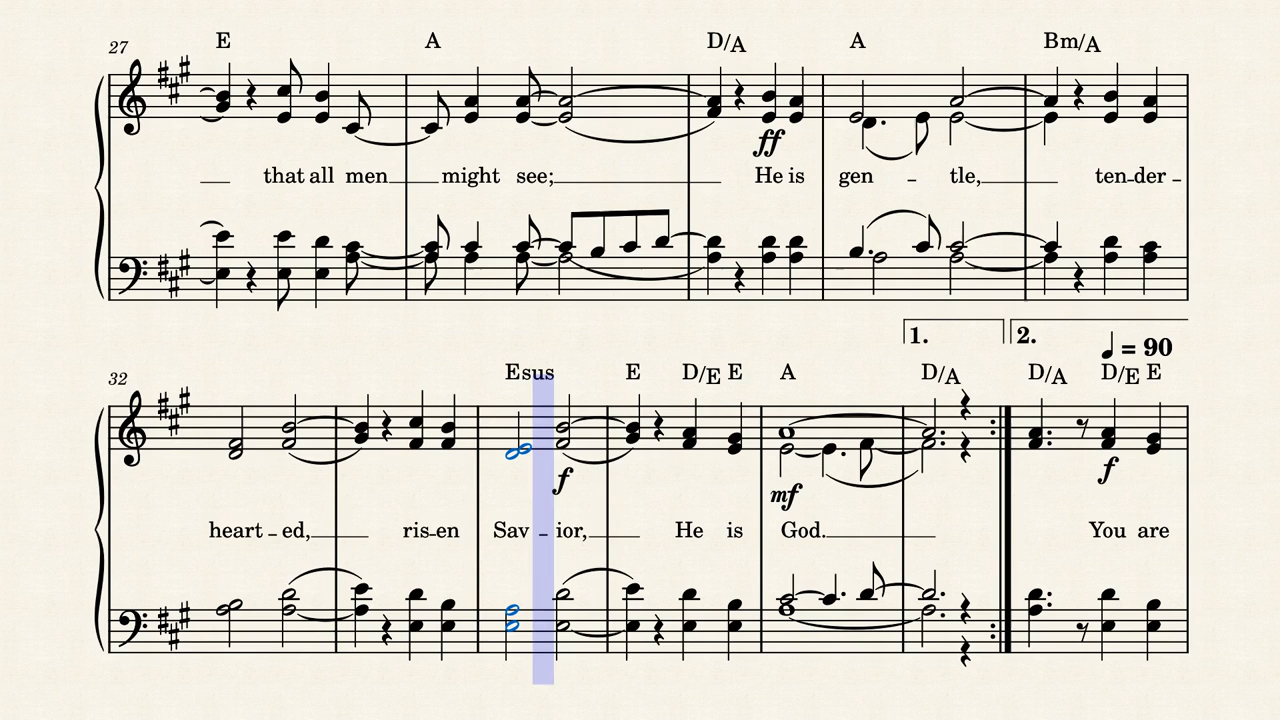 27 E A D/A A Bm/A
ff
that all men might see; He is gen - tle, ten-der -
1. 2. ♩ = 90
32 Esus E D/E E A D/A D/A D/E E
f f
mf
heart - ed, ris-en Sav - ior, He is God. You are